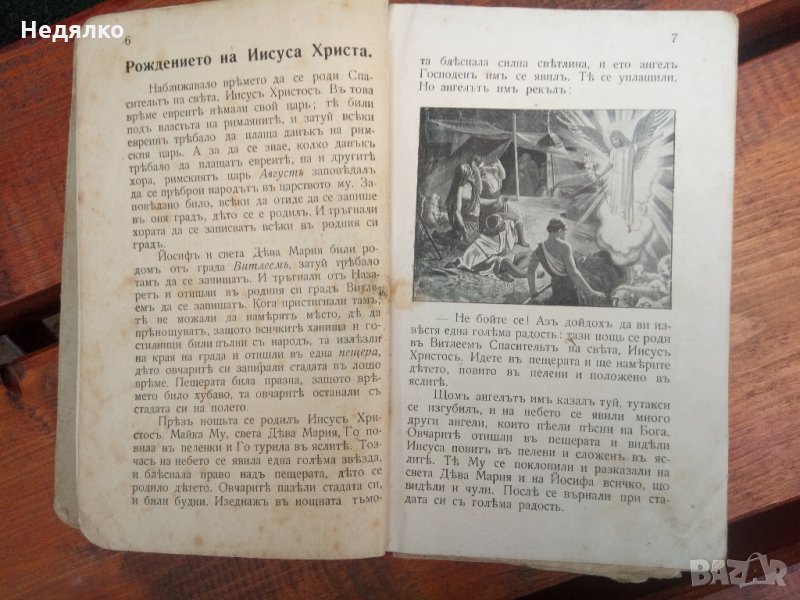 Недялко
6
Рождението на Иисуса Христа.
Наближавало врѣмето да се роди Спа-
сительтъ на свѣта, Иисусъ Христосъ. Въ това
врѣме евреитѣ нѣмали свой царь; тѣ били
подъ властьта на римлянитѣ, и затуй всѣки
евреинъ трѣбало да плаща данъкъ на рим-
ския царь. А за да се знае, колко данъкъ
трѣбало да плащатъ евреитѣ, па и другитѣ
хора, римскиятъ царь Августъ заповѣдалъ
да се прѣброи народътъ въ царството му. За-
повѣдано било, всѣки да отиде да се запише
въ оня градъ, дѣто се е родилъ. И тръгнали
хората да се записватъ всѣки въ родния си
градъ.
Йосифъ и света Дѣва Мария били ро-
домъ отъ града Витлеемъ, затуй трѣбало
тамъ да се запишатъ. И тръгнали отъ Наза-
ретъ и отишли въ родния си градъ Витле-
емъ да се запишатъ. Кога пристигнали тамъ,
тѣ не можали да намѣрятъ мѣсто, дѣ да
прѣнощуватъ, защото всичкитѣ ханища и го-
стилници били пълни съ народъ, та излѣзли
на края на града и отишли въ една пещера,
дѣто овчаритѣ си запирали стадата въ лошо
врѣме. Пещерата била празна, защото врѣ-
мето било хубаво, та овчаритѣ останали съ
стадата си на полето.
Прѣзъ нощьта се родилъ Иисусъ Хри-
стосъ. Майка Му, света Дѣва Мария, Го по-
вила въ пеленки и Го турила въ яслитѣ. Тоз-
часъ на небето се явила една голѣма звѣзда,
и блѣснала право надъ пещерата, дѣто се
родило дѣтето. Овчаритѣ пазѣли стадата си,
и били будни. Изеднажъ въ нощната тъмо-
7
та блѣснала силна свѣтлина, и ето ангелъ
Господенъ имъ се явилъ. Тѣ се уплашили.
Но ангелътъ имъ рекълъ:
— Не бойте се! Азъ дойдохъ да ви из-
вѣстя една голѣма радость: тази нощь се роди
въ Витлеемъ Спасительтъ на свѣта, Иисусъ
Христосъ. Идете въ пещерата и ще намѣрите
дѣтето, повито въ пелени и положено въ
яслитѣ.
Щомъ ангелътъ имъ казалъ туй, тутакси
се изгубилъ, и на небето се явили много
други ангели, които пѣели пѣсни на Бога.
Овчаритѣ отишли въ пещерата и видѣли
Иисуса повитъ въ пелени и сложенъ въ яс-
литѣ. Тѣ Му се поклонили и разказали на
света Дѣва Мария и на Йосифа всичко, що
видѣли и чули. Послѣ се върнали при ста-
дата си съ голѣма радость.
BAZAR